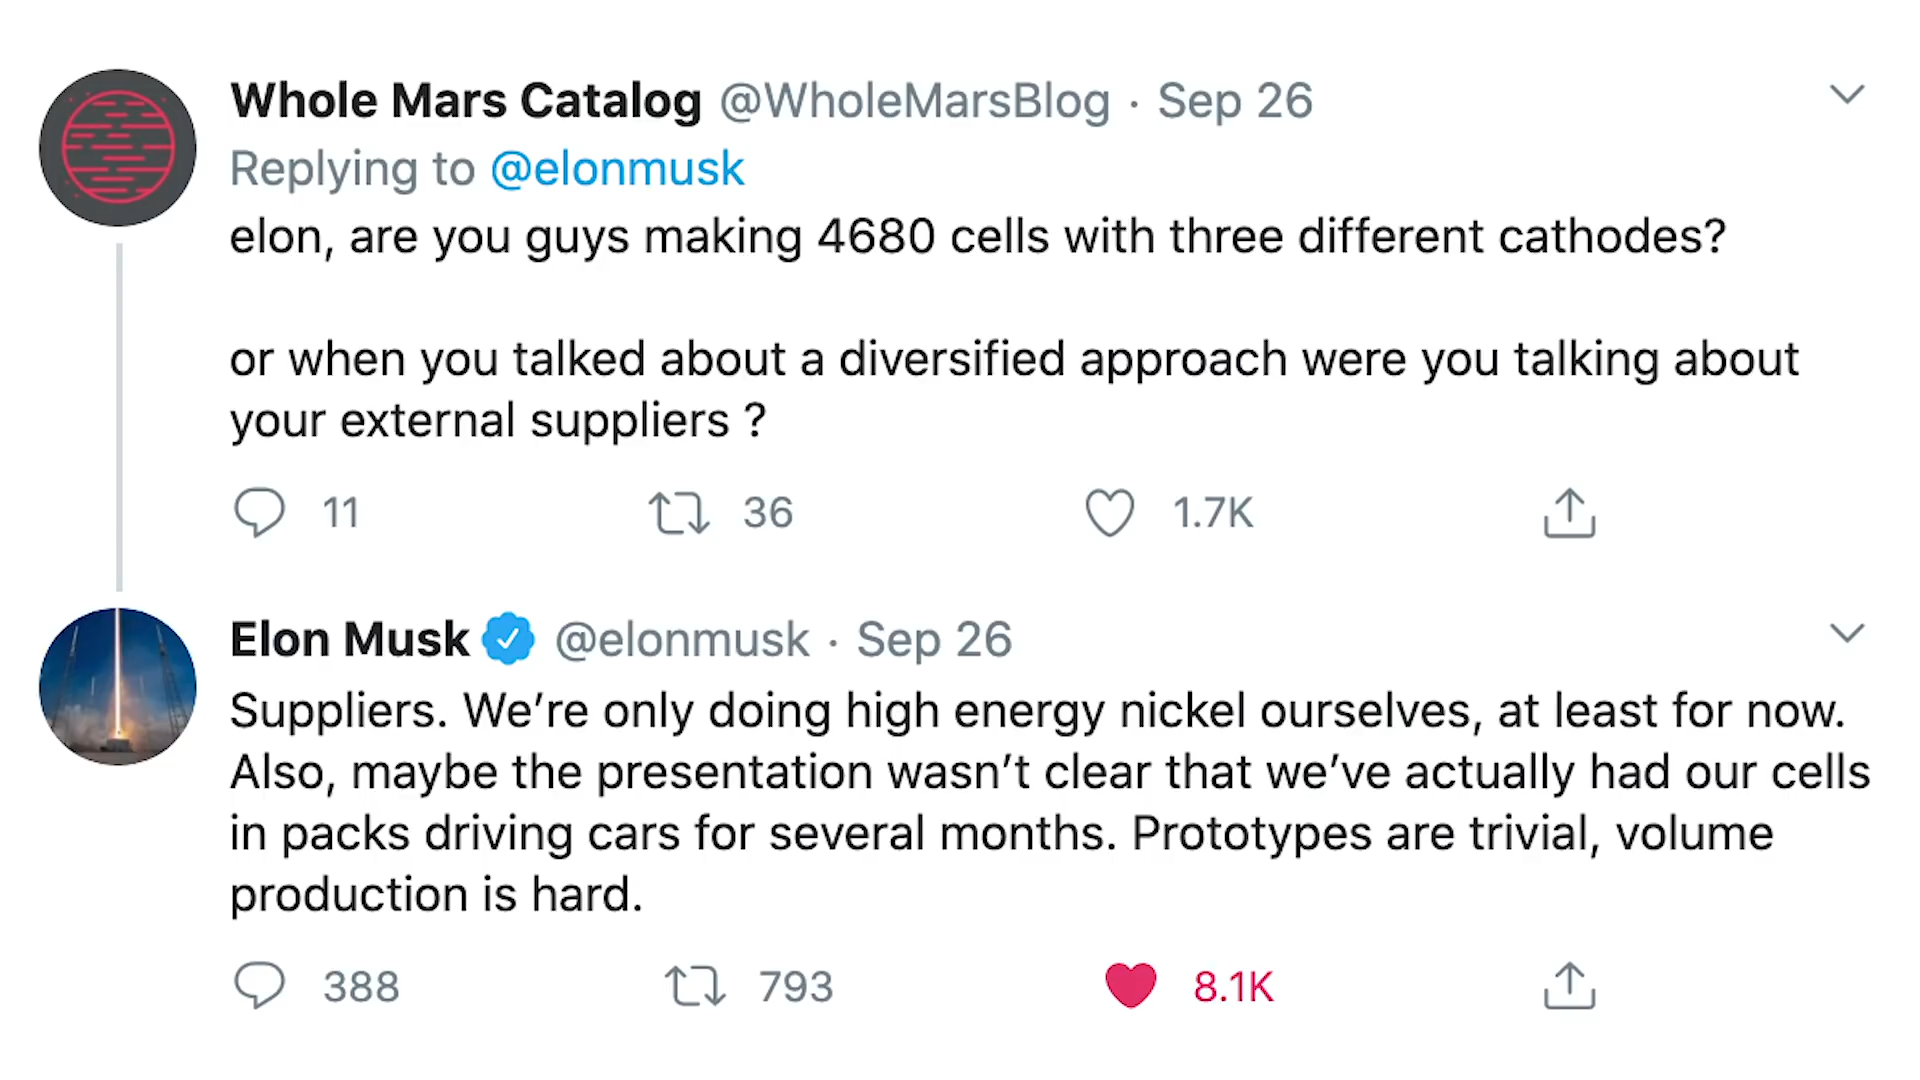 Whole Mars Catalog @WholeMarsBlog · Sep 26
Replying to @elonmusk
elon, are you guys making 4680 cells with three different cathodes?
or when you talked about a diversified approach were you talking about
your external suppliers ?
11 36 1.7K
Elon Musk @elonmusk · Sep 26
Suppliers. We’re only doing high energy nickel ourselves, at least for now.
Also, maybe the presentation wasn’t clear that we’ve actually had our cells
in packs driving cars for several months. Prototypes are trivial, volume
production is hard.
388 793 8.1K